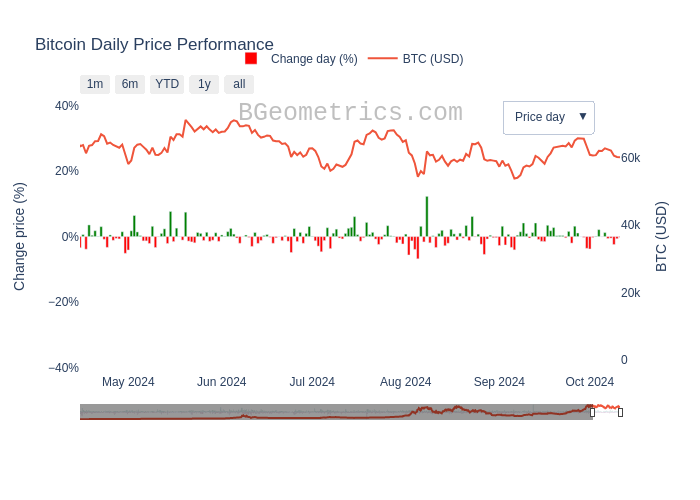 Bitcoin Daily Price Performance
Change day (%) BTC (USD)
1m 6m YTD 1y all
BGeometrics.com
Price day ▼
40%
20%
0%
−20%
−40%
Change price (%)
60k
40k
20k
0
BTC (USD)
May 2024 Jun 2024 Jul 2024 Aug 2024 Sep 2024 Oct 2024